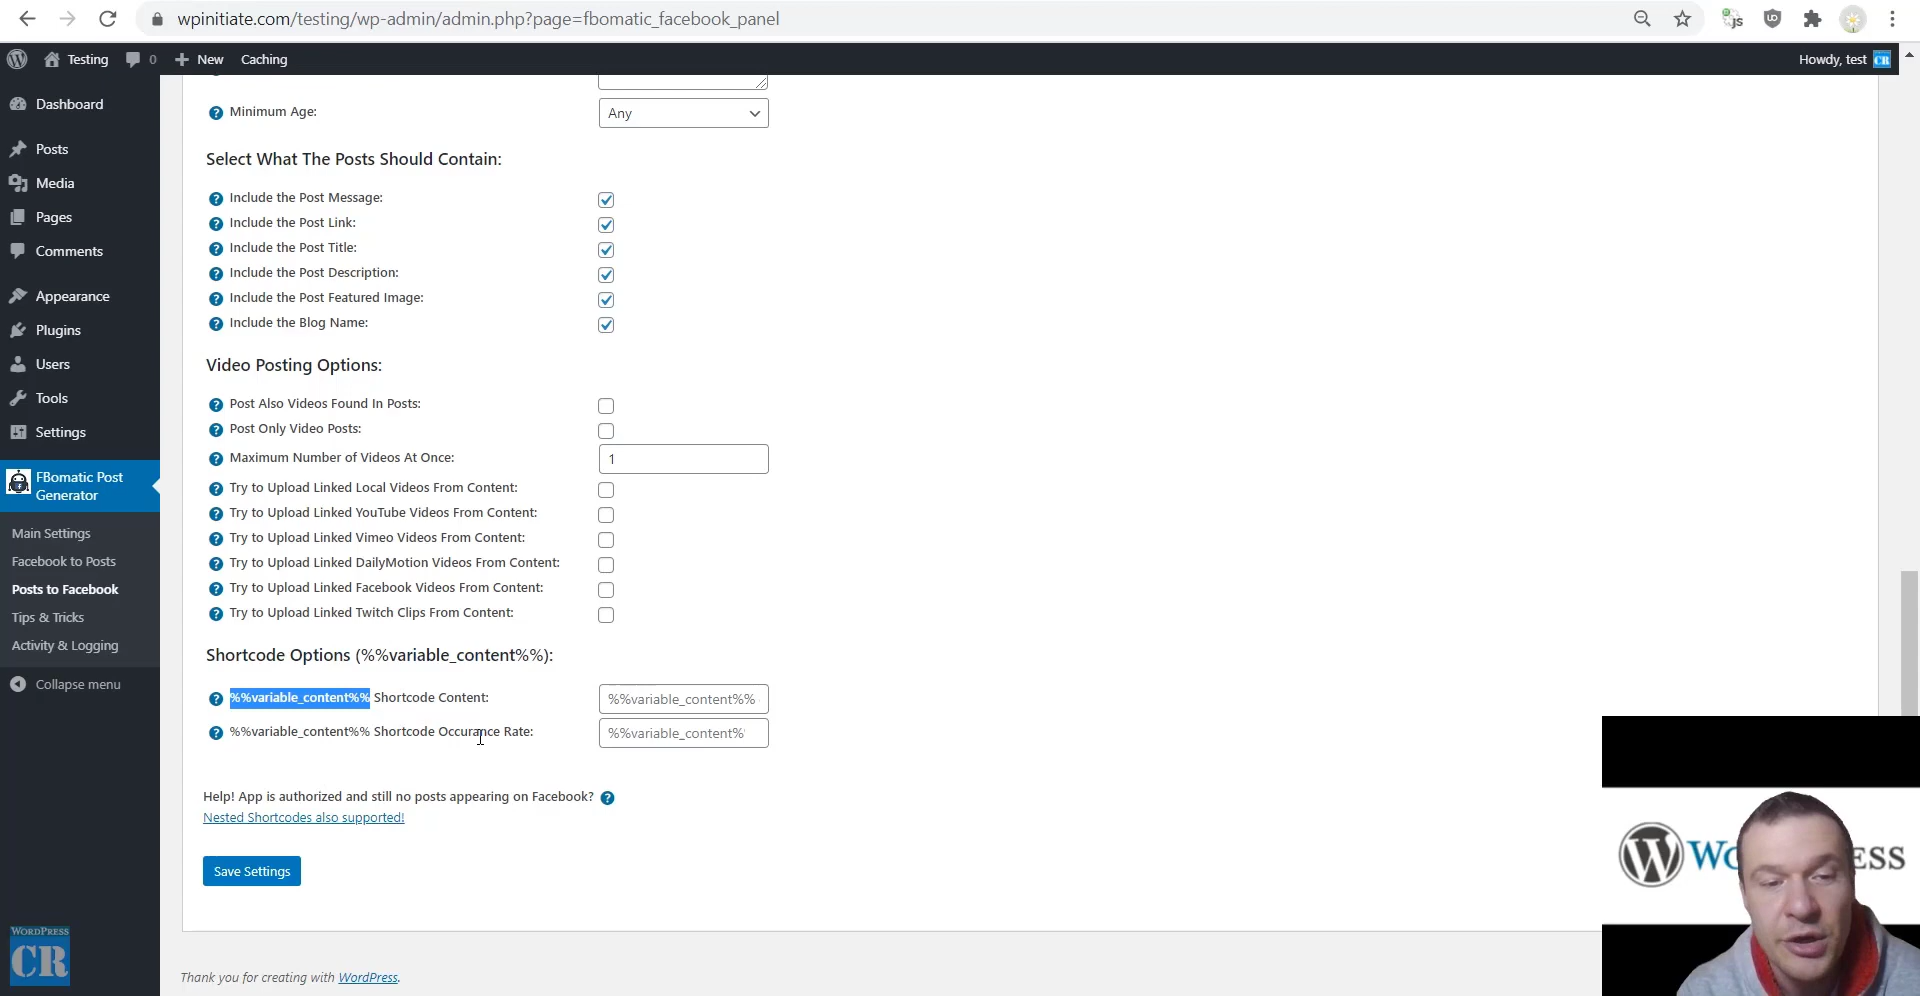 wpinitiate.com/testing/wp-admin/admin.php?page=fbomatic_facebook_panel
JS
Testing
0
New
Caching
Howdy, test
CR
Dashboard
Posts
Media
Pages
Comments
Appearance
Plugins
Users
Tools
Settings
FBomatic Post
Generator
Main Settings
Facebook to Posts
Posts to Facebook
Tips & Tricks
Activity & Logging
Collapse menu
WORDPRESS
CR
Minimum Age:
Any
Select What The Posts Should Contain:
Include the Post Message:
Include the Post Link:
Include the Post Title:
Include the Post Description:
Include the Post Featured Image:
Include the Blog Name:
Video Posting Options:
Post Also Videos Found In Posts:
Post Only Video Posts:
Maximum Number of Videos At Once:
1
Try to Upload Linked Local Videos From Content:
Try to Upload Linked YouTube Videos From Content:
Try to Upload Linked Vimeo Videos From Content:
Try to Upload Linked DailyMotion Videos From Content:
Try to Upload Linked Facebook Videos From Content:
Try to Upload Linked Twitch Clips From Content:
Shortcode Options (%%variable_content%%):
%%variable_content%% Shortcode Content:
%%variable_content%%
%%variable_content%% Shortcode Occurance Rate:
%%variable_content%
Help! App is authorized and still no posts appearing on Facebook?
Nested Shortcodes also supported!
Save Settings
Thank you for creating with WordPress.